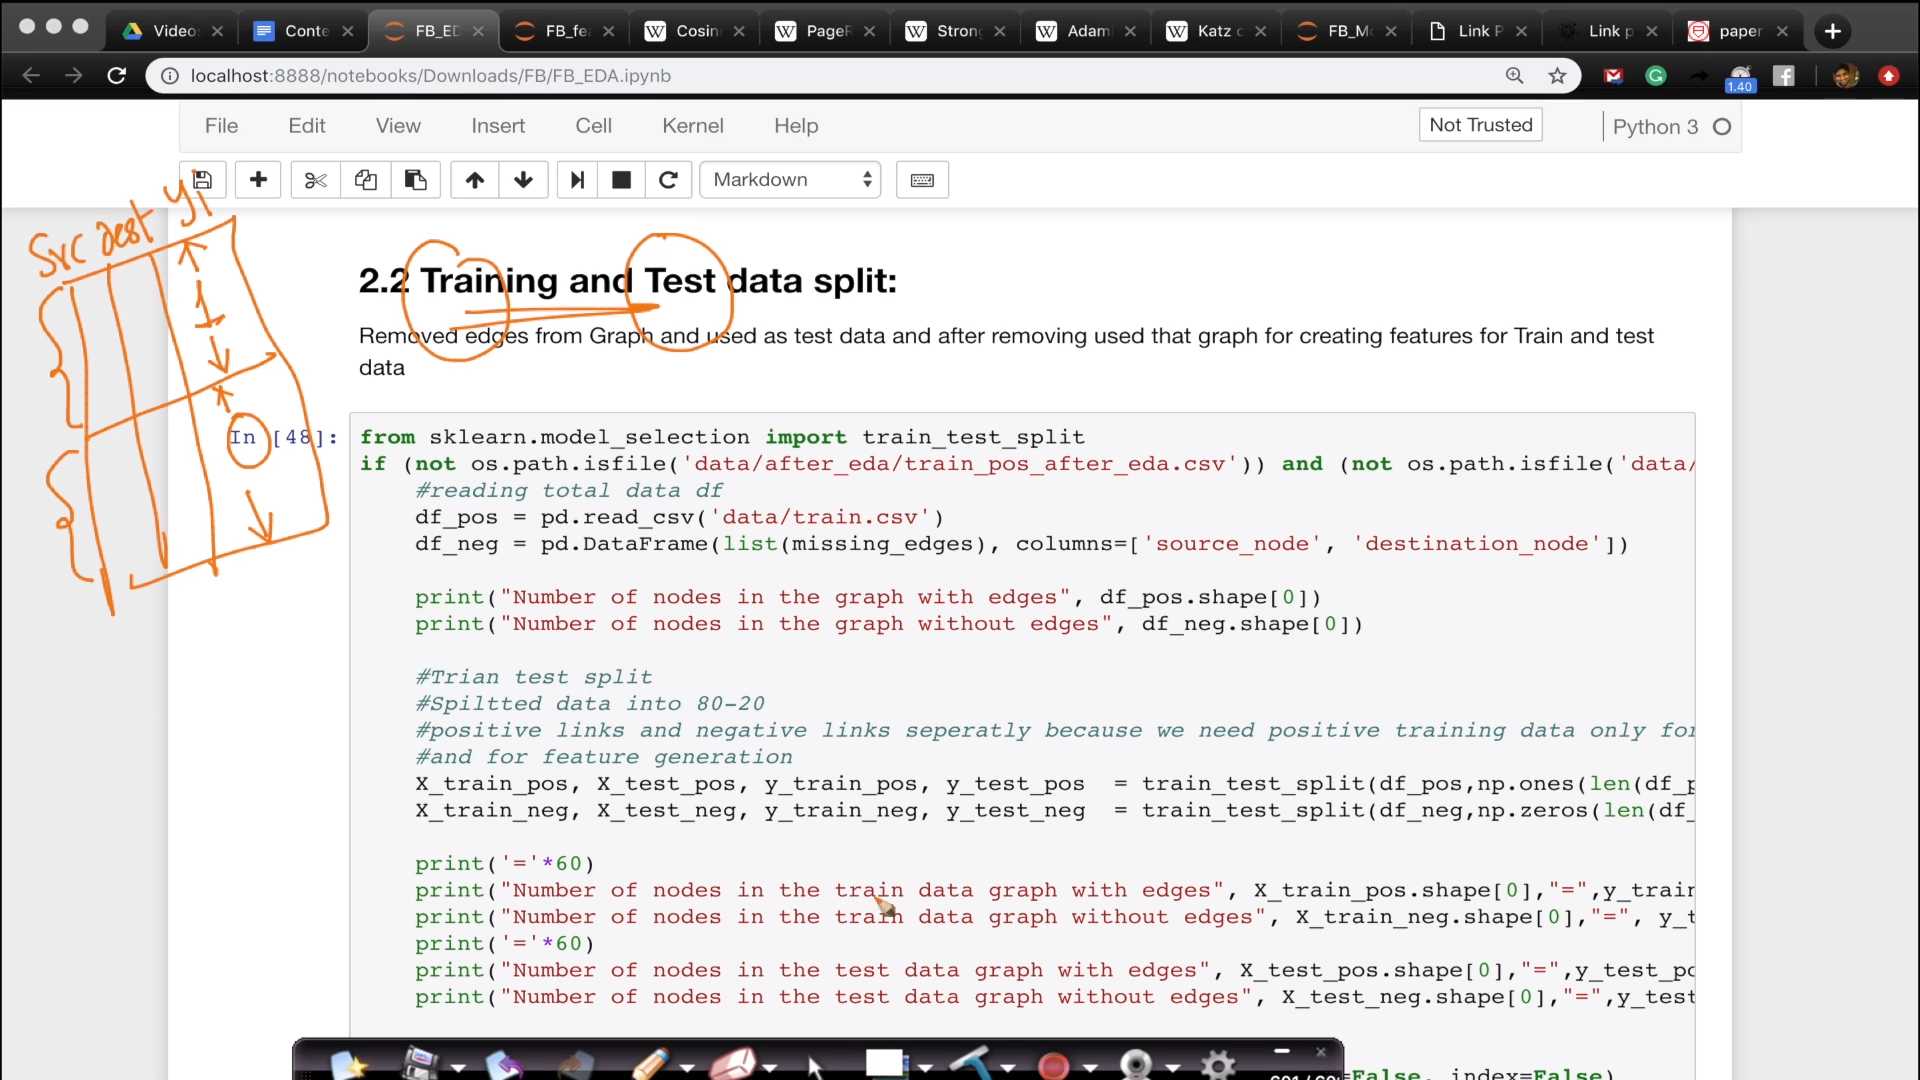 Video
Conte
FB_ED
FB_fea
Cosin
PageR
Stron
Adam
Katz c
FB_Mo
Link P
Link p
paper
localhost:8888/notebooks/Downloads/FB/FB_EDA.ipynb
1.40
File Edit View Insert Cell Kernel Help
Not Trusted
Python 3
Markdown
Src dest yi
1
2.2 Training and Test data split:
Removed edges from Graph and used as test data and after removing used that graph for creating features for Train and test
data
In [48]:
from sklearn.model_selection import train_test_split
if (not os.path.isfile('data/after_eda/train_pos_after_eda.csv')) and (not os.path.isfile('data/
#reading total data df
df_pos = pd.read_csv('data/train.csv')
df_neg = pd.DataFrame(list(missing_edges), columns=['source_node', 'destination_node'])
print("Number of nodes in the graph with edges", df_pos.shape[0])
print("Number of nodes in the graph without edges", df_neg.shape[0])
#Trian test split
#Spiltted data into 80-20
#positive links and negative links seperatly because we need positive training data only for
#and for feature generation
X_train_pos, X_test_pos, y_train_pos, y_test_pos = train_test_split(df_pos,np.ones(len(df_p
X_train_neg, X_test_neg, y_train_neg, y_test_neg = train_test_split(df_neg,np.zeros(len(df_
print('='*60)
print("Number of nodes in the train data graph with edges", X_train_pos.shape[0],"=",y_train
print("Number of nodes in the train data graph without edges", X_train_neg.shape[0],"=", y_t
print('='*60)
print("Number of nodes in the test data graph with edges", X_test_pos.shape[0],"=",y_test_po
print("Number of nodes in the test data graph without edges", X_test_neg.shape[0],"=",y_test
=False, index=False)